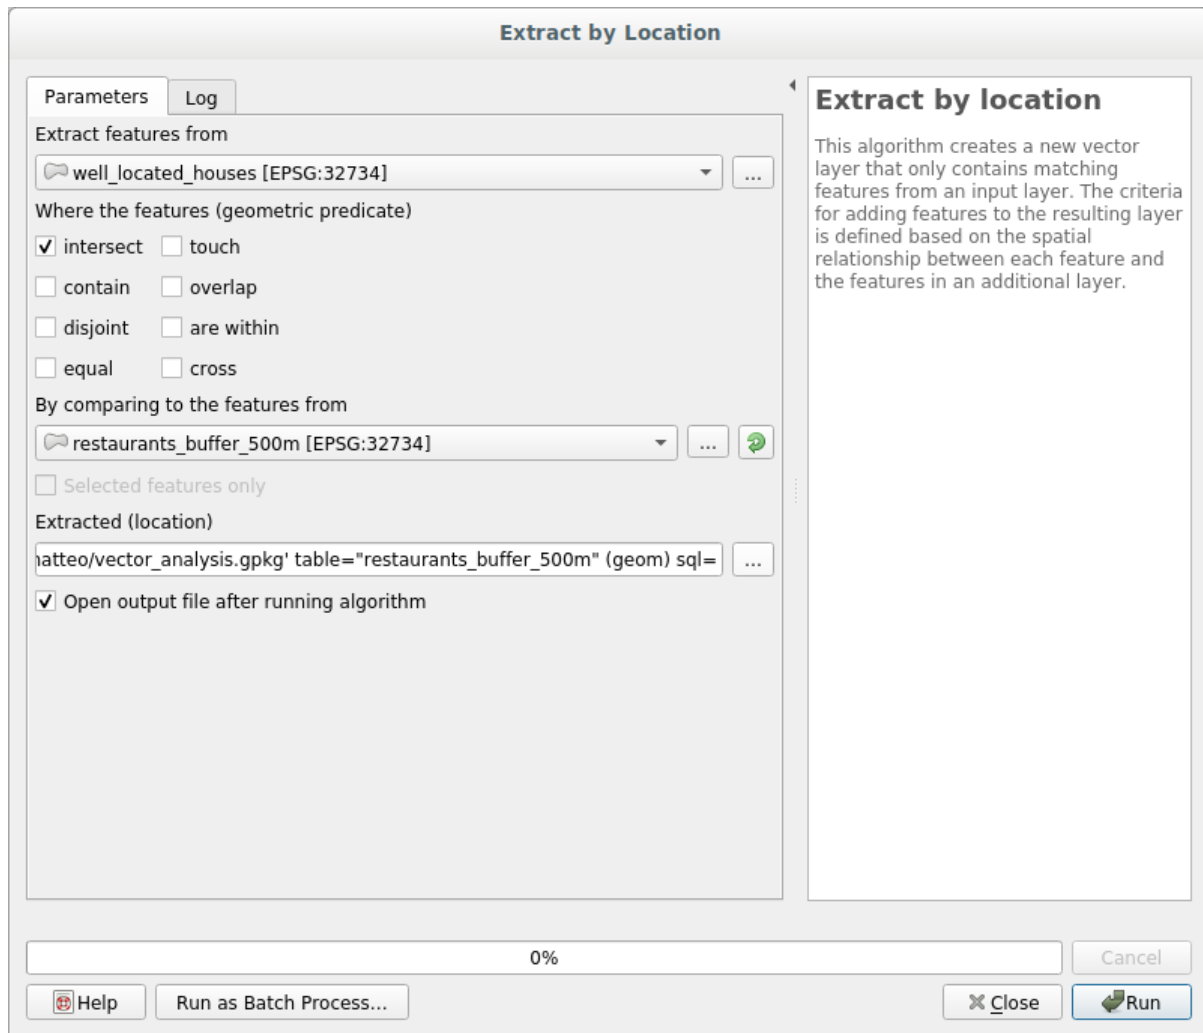 Extract by Location
Parameters
Log
Extract features from
well_located_houses [EPSG:32734]
...
Where the features (geometric predicate)
intersect
touch
contain
overlap
disjoint
are within
equal
cross
By comparing to the features from
restaurants_buffer_500m [EPSG:32734]
...
Selected features only
Extracted (location)
natteo/vector_analysis.gpkg' table="restaurants_buffer_500m" (geom) sql=
...
Open output file after running algorithm
Extract by location
This algorithm creates a new vector
layer that only contains matching
features from an input layer. The criteria
for adding features to the resulting layer
is defined based on the spatial
relationship between each feature and
the features in an additional layer.
0%
Cancel
Help
Run as Batch Process...
Close
Run